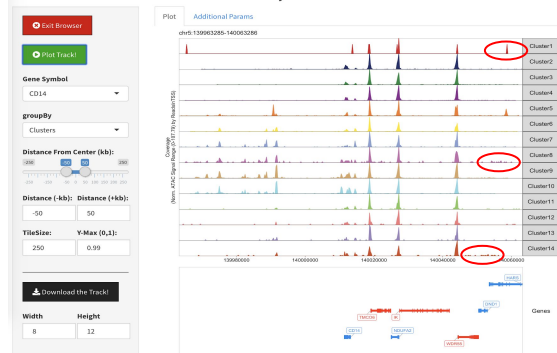 Exit Browser
Plot Track!
Gene Symbol
CD14
groupBy
Clusters
Distance From Center (kb):
-250
-50
50
250
Distance (-kb): Distance (+kb):
-50
50
TileSize: Y-Max (0,1):
250
0.99
Download the Track!
Width Height
8
12
Plot Additional Params
chr5:139963285-140063286
Coverage
(Norm. ATAC Signal Range (0-187.78) by ReadsInTSS)
Cluster1
Cluster2
Cluster3
Cluster4
Cluster5
Cluster6
Cluster7
Cluster8
Cluster9
Cluster10
Cluster11
Cluster12
Cluster13
Cluster14
139980000 140000000 140020000 140040000
HARS
DND1
TMCO6
IK
CD14
NDUFA2
WDR55
Genes